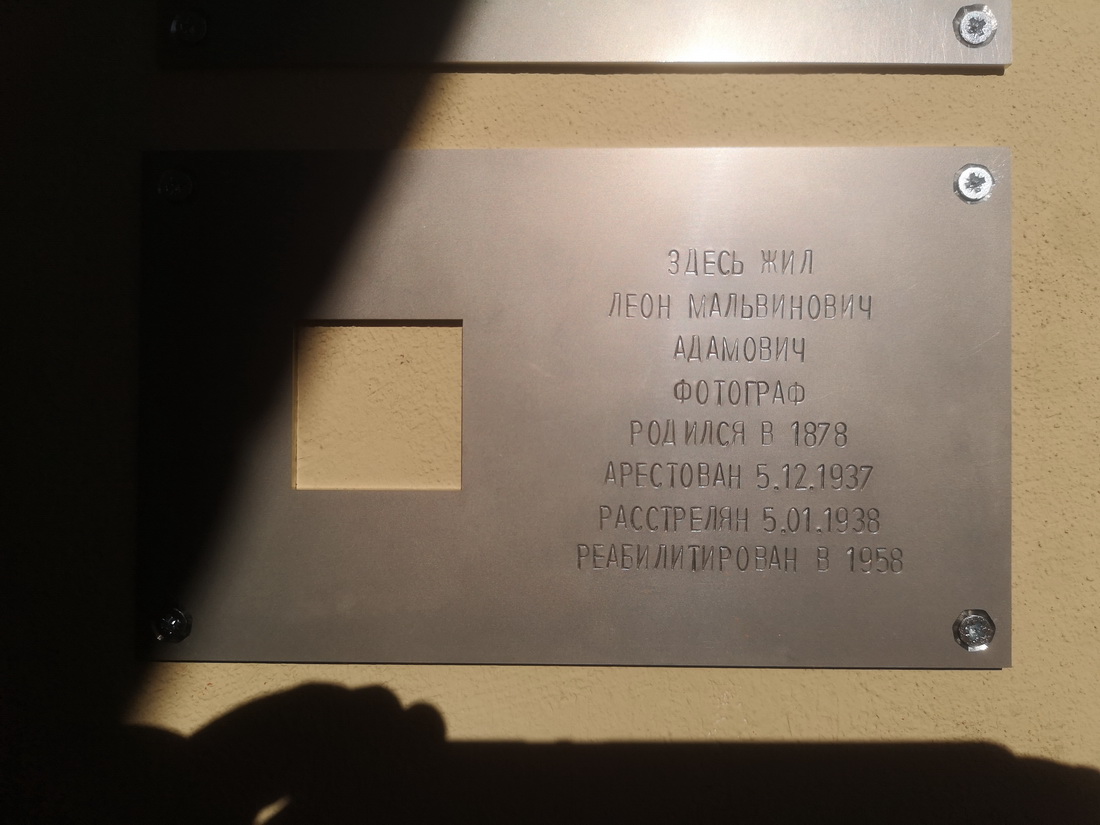 ЗДЕСЬ ЖИЛ
ЛЕОН МАЛЬВИНОВИЧ
АДАМОВИЧ
ФОТОГРАФ
РОДИЛСЯ В 1878
АРЕСТОВАН 5.12.1937
РАССТРЕЛЯН 5.01.1938
РЕАБИЛИТИРОВАН В 1958